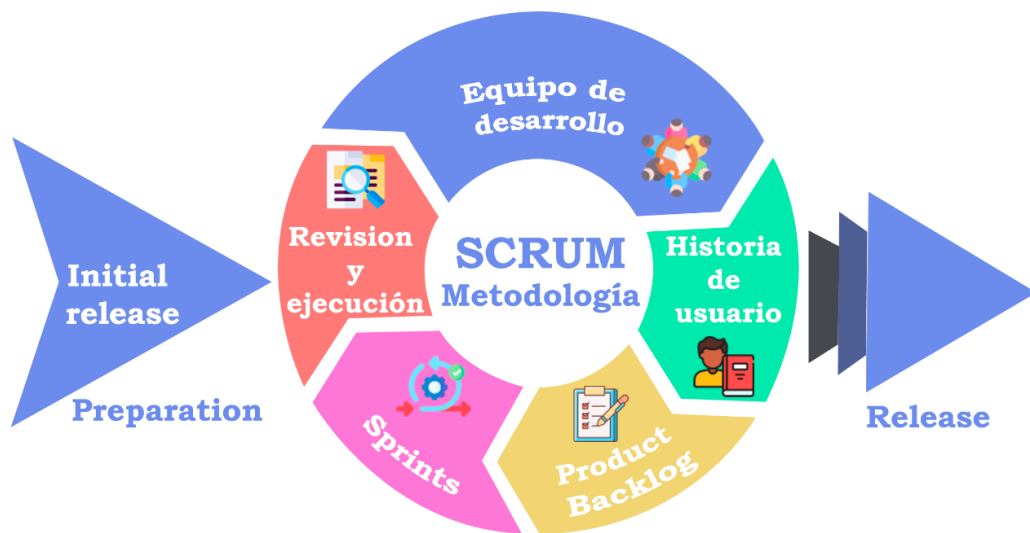 Initial
release
Preparation
SCRUM
Metodología
Equipo de
desarrollo
Historia
de
usuario
Product
Backlog
Sprints
Revision
y
ejecución
Release